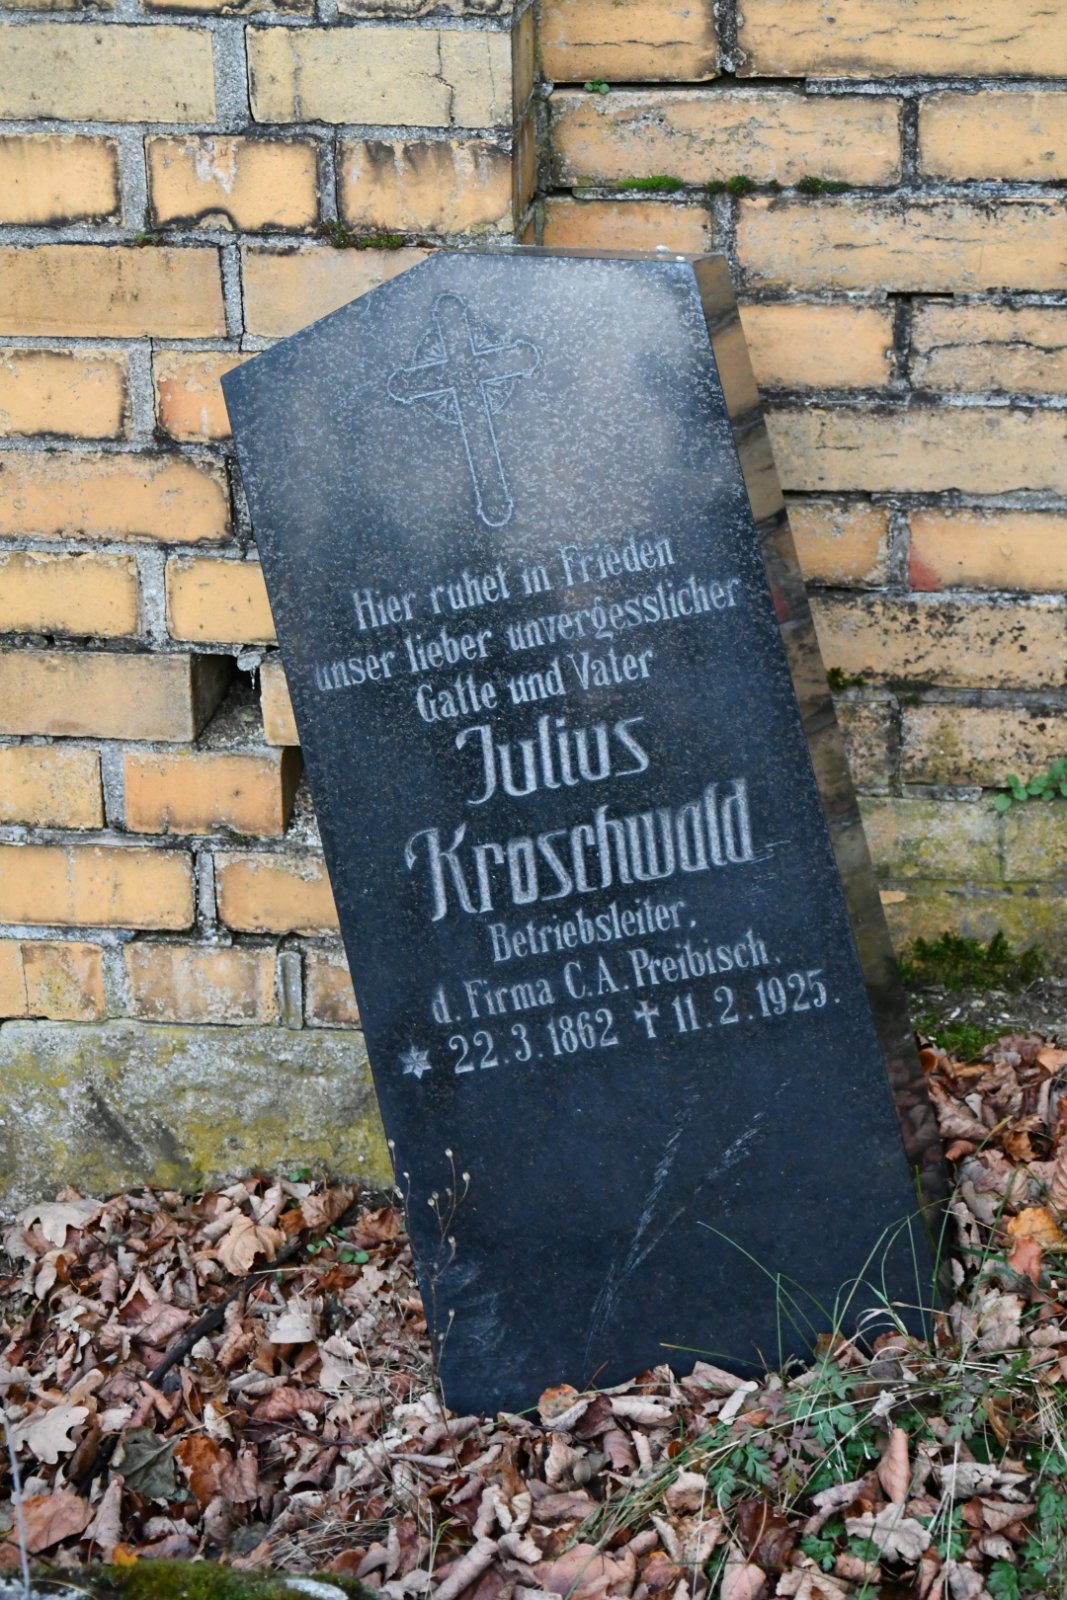 Hier ruhet in Frieden
unser lieber unvergesslicher
Gatte und Vater
Julius
Kroschwald
Betriebsleiter.
d. Firma C. A. Preibisch.
* 22. 3. 1862 ✝ 11. 2. 1925.